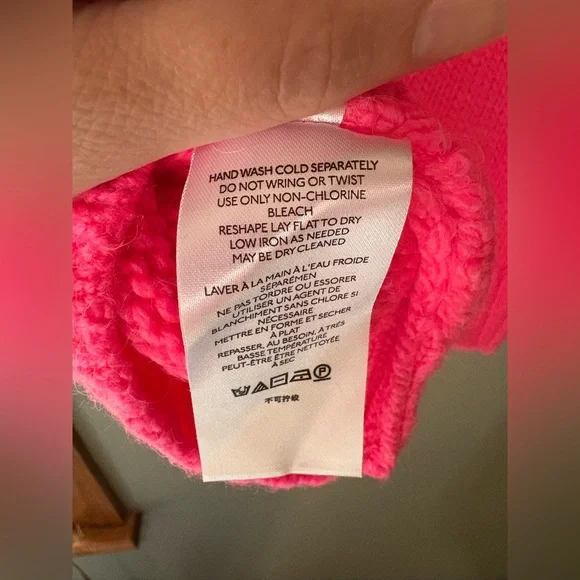 HAND WASH COLD SEPARATELY
DO NOT WRING OR TWIST
USE ONLY NON-CHLORINE
BLEACH
RESHAPE LAY FLAT TO DRY
LOW IRON AS NEEDED
MAY BE DRY CLEANED
LAVER À LA MAIN À L'EAU FROIDE
SÉPARÉMEN
NE PAS TORDRE OU ESSORER
UTILISER UN AGENT DE
BLANCHIMENT SANS CHLORE SI
NÉCESSAIRE
METTRE EN FORME ET SECHER
À PLAT
REPASSER, AU BESOIN, À TRÉS
BASSE TEMPÉRATURE
PEUT-ÊTRE ÊTRE NETTOYÉE
À SEC
P
不可拧绞